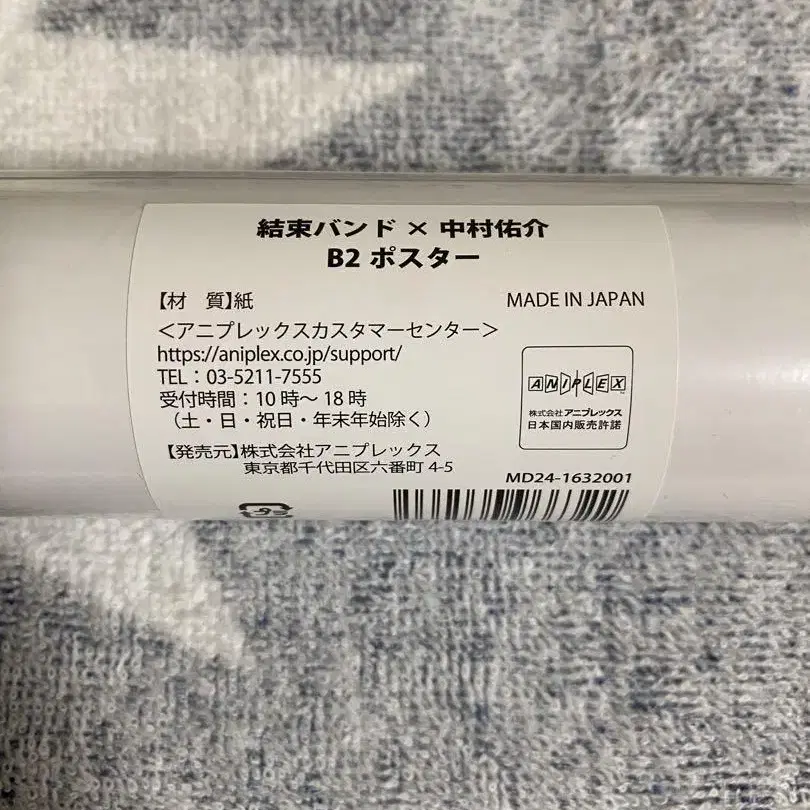 結束バンド × 中村佑介
B2 ポスター
【材　質】紙
MADE IN JAPAN
＜アニプレックスカスタマーセンター＞
https://aniplex.co.jp/support/
TEL：03-5211-7555
受付時間：10時～18時
（土・日・祝日・年末年始除く）
ANIPLEX
株式会社アニプレックス
日本国内販売許諾
【発売元】株式会社アニプレックス
東京都千代田区六番町 4-5
MD24-1632001